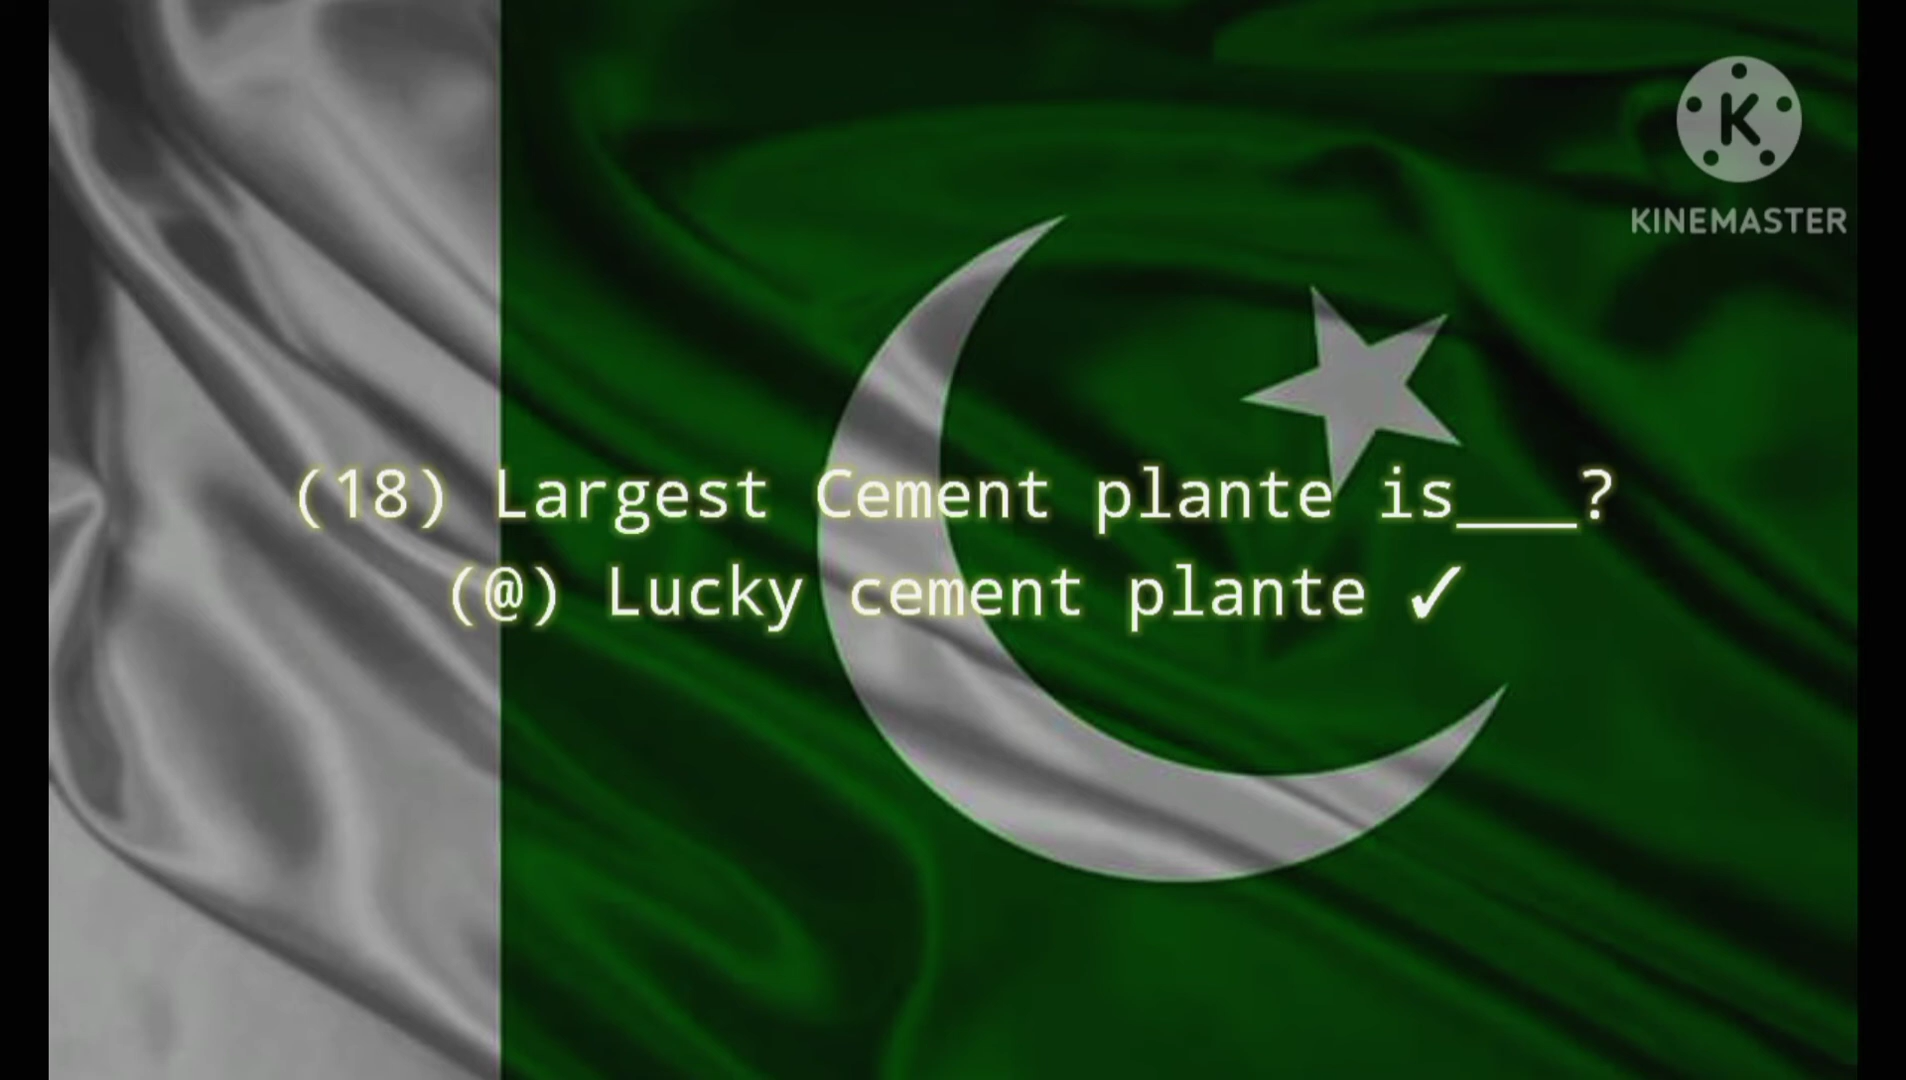 K
KINEMASTER
(18) Largest Cement plante is___?
(@) Lucky cement plante ✓